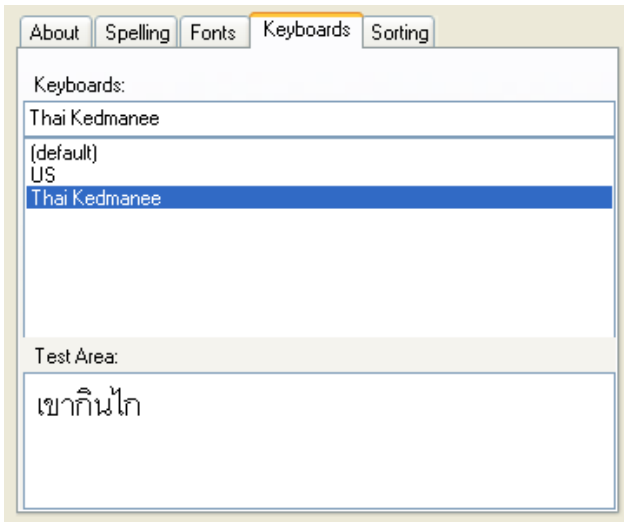 About Spelling Fonts Keyboards Sorting
Keyboards:
Thai Kedmanee
(default)
US
Thai Kedmanee
Test Area:
เขากินไก